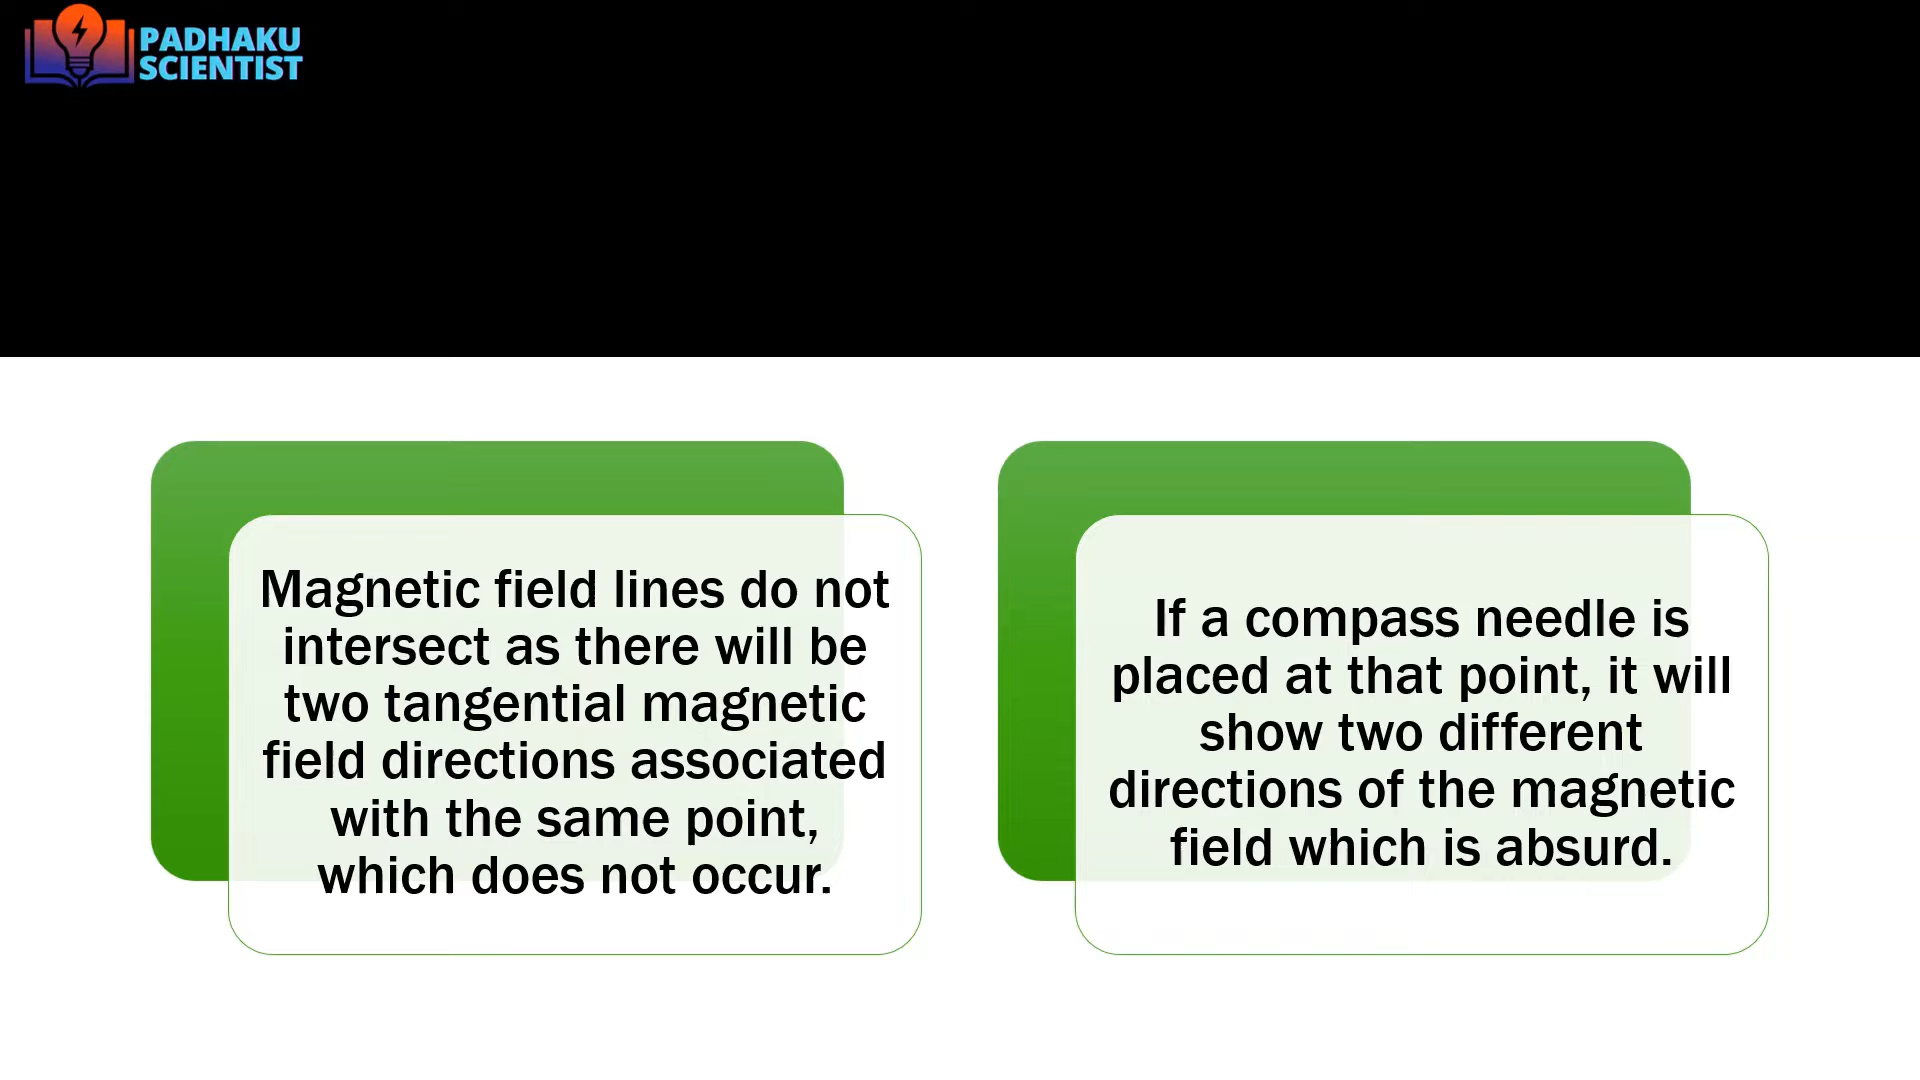 PADHAKU
SCIENTIST
Magnetic field lines do not
intersect as there will be
two tangential magnetic
field directions associated
with the same point,
which does not occur.
If a compass needle is
placed at that point, it will
show two different
directions of the magnetic
field which is absurd.